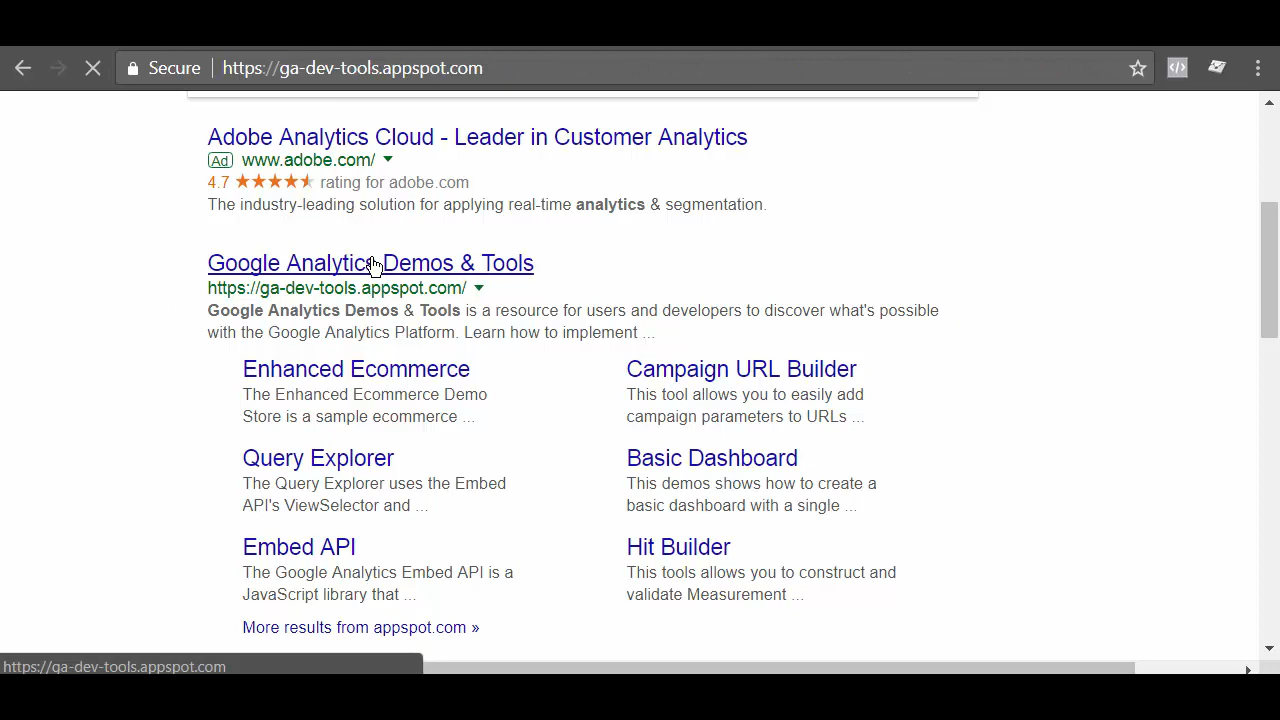 Secure https://ga-dev-tools.appspot.com
Adobe Analytics Cloud - Leader in Customer Analytics
Ad www.adobe.com/
4.7 rating for adobe.com
The industry-leading solution for applying real-time analytics & segmentation.
Google Analytics Demos & Tools
https://ga-dev-tools.appspot.com/
Google Analytics Demos & Tools is a resource for users and developers to discover what's possible
with the Google Analytics Platform. Learn how to implement ...
Enhanced Ecommerce
The Enhanced Ecommerce Demo
Store is a sample ecommerce ...
Campaign URL Builder
This tool allows you to easily add
campaign parameters to URLs ...
Query Explorer
The Query Explorer uses the Embed
API's ViewSelector and ...
Basic Dashboard
This demos shows how to create a
basic dashboard with a single ...
Embed API
The Google Analytics Embed API is a
JavaScript library that ...
Hit Builder
This tools allows you to construct and
validate Measurement ...
More results from appspot.com »
https://ga-dev-tools.appspot.com